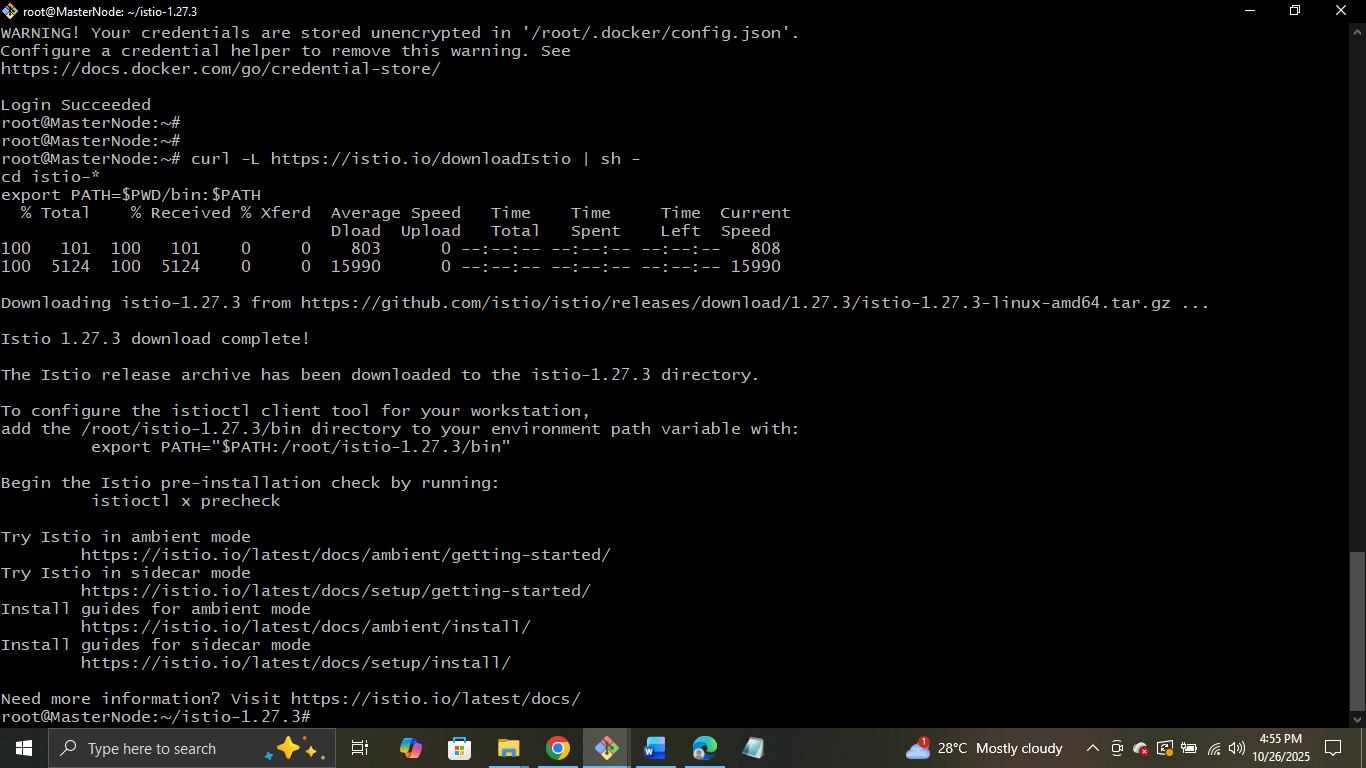 root@MasterNode: ~/istio-1.27.3
WARNING! Your credentials are stored unencrypted in '/root/.docker/config.json'.
Configure a credential helper to remove this warning. See
https://docs.docker.com/go/credential-store/
Login Succeeded
root@MasterNode:~#
root@MasterNode:~#
root@MasterNode:~# curl -L https://istio.io/downloadIstio | sh -
cd istio-*
export PATH=$PWD/bin:$PATH
  % Total    % Received % Xferd  Average Speed   Time    Time     Time  Current
                                 Dload  Upload   Total   Spent    Left  Speed
100   101  100   101    0     0    803      0 --:--:-- --:--:-- --:--:--   808
100  5124  100  5124    0     0  15990      0 --:--:-- --:--:-- --:--:-- 15990
Downloading istio-1.27.3 from https://github.com/istio/istio/releases/download/1.27.3/istio-1.27.3-linux-amd64.tar.gz ...
Istio 1.27.3 download complete!
The Istio release archive has been downloaded to the istio-1.27.3 directory.
To configure the istioctl client tool for your workstation,
add the /root/istio-1.27.3/bin directory to your environment path variable with:
         export PATH="$PATH:/root/istio-1.27.3/bin"
Begin the Istio pre-installation check by running:
         istioctl x precheck
Try Istio in ambient mode
        https://istio.io/latest/docs/ambient/getting-started/
Try Istio in sidecar mode
        https://istio.io/latest/docs/setup/getting-started/
Install guides for ambient mode
        https://istio.io/latest/docs/ambient/install/
Install guides for sidecar mode
        https://istio.io/latest/docs/setup/install/
Need more information? Visit https://istio.io/latest/docs/
root@MasterNode:~/istio-1.27.3#
Type here to search
1
28°C Mostly cloudy
4:55 PM
10/26/2025